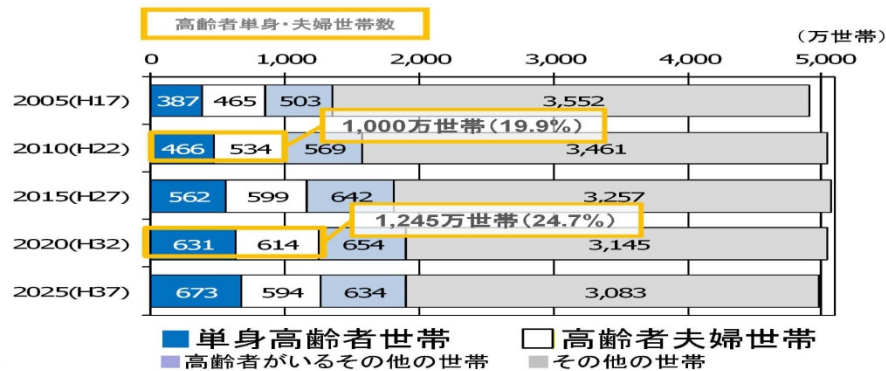 高齢者単身・夫婦世帯数
(万世帯)
0 1,000 2,000 3,000 4,000 5,000
2005(H17) 387 465 503 3,552
1,000万世帯(19.9%)
2010(H22) 466 534 569 3,461
2015(H27) 562 599 642 3,257
1,245万世帯(24.7%)
2020(H32) 631 614 654 3,145
2025(H37) 673 594 634 3,083
単身高齢者世帯 高齢者夫婦世帯
高齢者がいるその他の世帯 その他の世帯